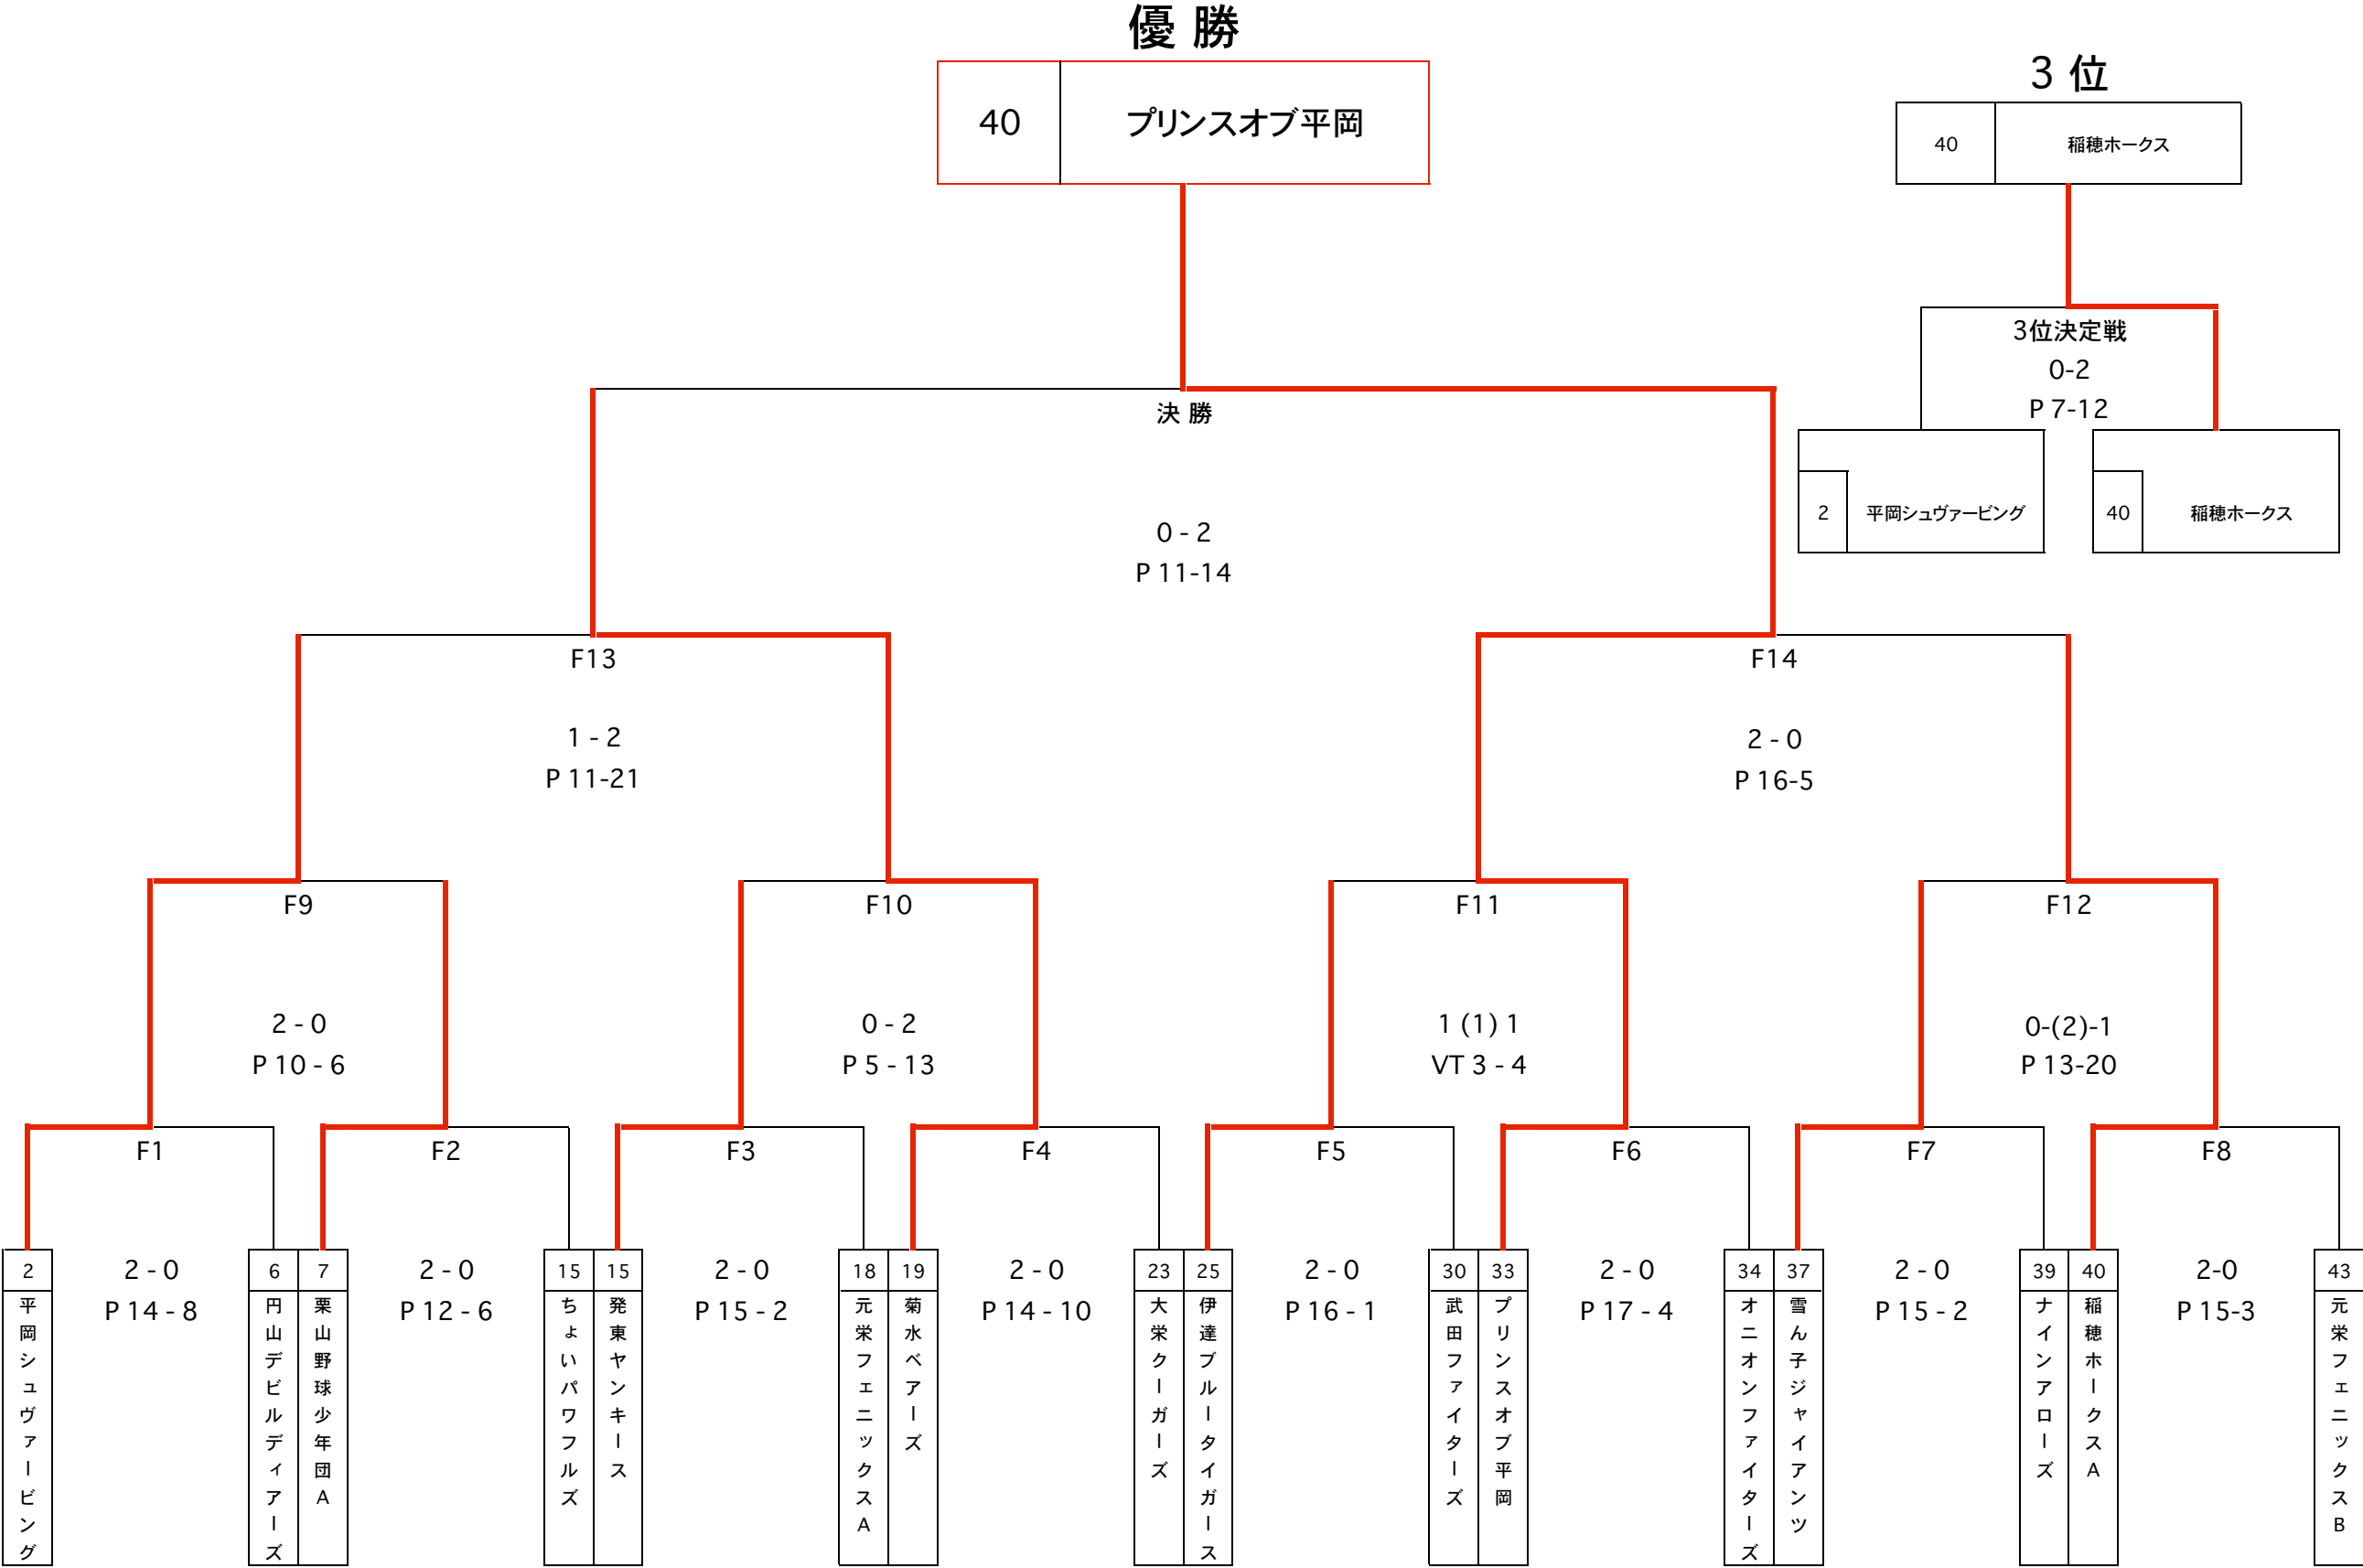 優 勝
40 プリンスオブ平岡
3 位
40 稲穂ホークス
3位決定戦
0-2
P 7-12
2 平岡シュヴァービング
40 稲穂ホークス
決 勝
0 - 2
P 11-14
F13
1 - 2
P 11-21
F14
2 - 0
P 16-5
F9
2 - 0
P 10 - 6
F10
0 - 2
P 5 - 13
F11
1 (1) 1
VT 3 - 4
F12
0-(2)-1
P 13-20
F1
2 - 0
P 14 - 8
F2
2 - 0
P 12 - 6
F3
2 - 0
P 15 - 2
F4
2 - 0
P 14 - 10
F5
2 - 0
P 16 - 1
F6
2 - 0
P 17 - 4
F7
2 - 0
P 15 - 2
F8
2-0
P 15-3
2 平岡シュヴァービング
6 円山デビルディアーズ
7 栗山野球少年団A
15 ちょいパワフルズ
15 発東ヤンキース
18 元栄フェニックスA
19 菊水ベアーズ
23 大栄クーガーズ
25 伊達ブルータイガース
30 武田ファイターズ
33 プリンスオブ平岡
34 オニオンファイターズ
37 雪ん子ジャイアンツ
39 ナインアローズ
40 稲穂ホークスA
43 元栄フェニックスB